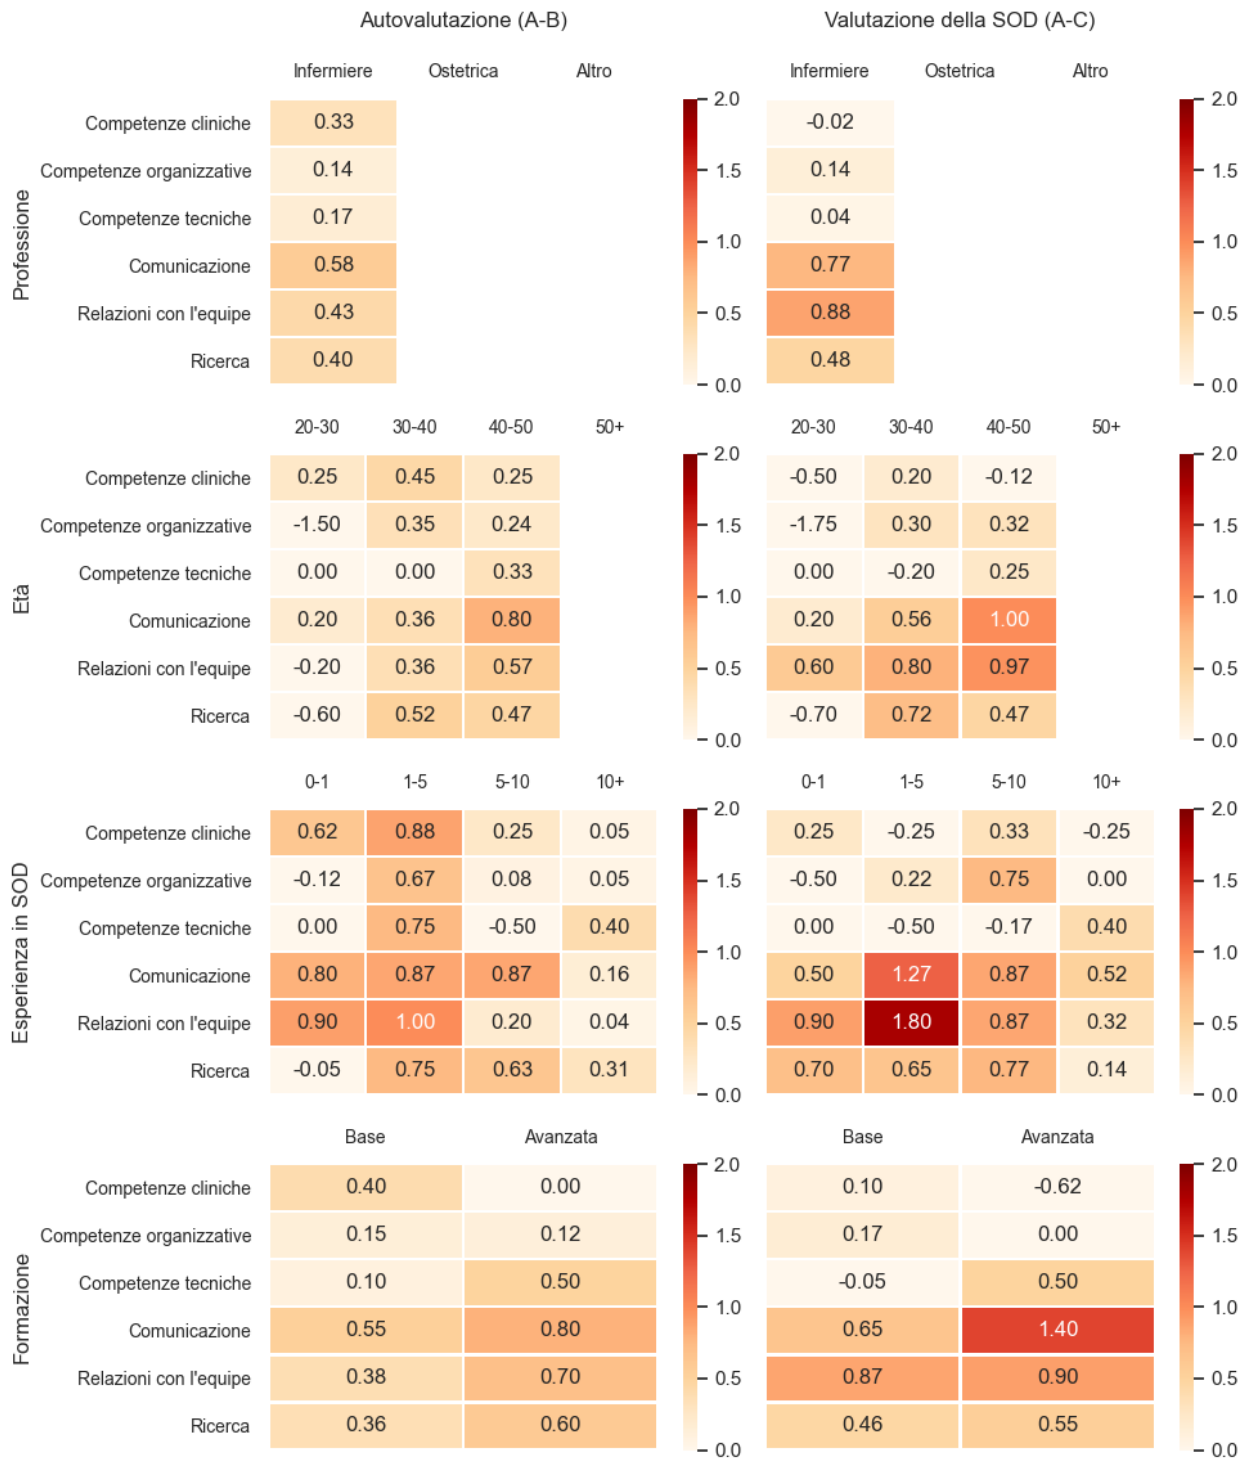 Autovalutazione (A-B) Valutazione della SOD (A-C)
Infermiere Ostetrica Altro Infermiere Ostetrica Altro
Professione
2.0 2.0
Competenze cliniche 0.33 -0.02
Competenze organizzative 0.14 1.5 0.14 1.5
Competenze tecniche 0.17 0.04
1.0 1.0
Comunicazione 0.58 0.77
Relazioni con l'equipe 0.43 0.5 0.88 0.5
Ricerca 0.40 0.48
0.0 0.0
20-30 30-40 40-50 50+ 20-30 30-40 40-50 50+
Età
2.0 2.0
Competenze cliniche 0.25 0.45 0.25 -0.50 0.20 -0.12
Competenze organizzative -1.50 0.35 0.24 1.5 -1.75 0.30 0.32 1.5
Competenze tecniche 0.00 0.00 0.33 0.00 -0.20 0.25
1.0 1.0
Comunicazione 0.20 0.36 0.80 0.20 0.56 1.00
Relazioni con l'equipe -0.20 0.36 0.57 0.5 0.60 0.80 0.97 0.5
Ricerca -0.60 0.52 0.47 -0.70 0.72 0.47
0.0 0.0
0-1 1-5 5-10 10+ 0-1 1-5 5-10 10+
Esperienza in SOD
2.0 2.0
Competenze cliniche 0.62 0.88 0.25 0.05 0.25 -0.25 0.33 -0.25
Competenze organizzative -0.12 0.67 0.08 0.05 1.5 -0.50 0.22 0.75 0.00 1.5
Competenze tecniche 0.00 0.75 -0.50 0.40 0.00 -0.50 -0.17 0.40
1.0 1.0
Comunicazione 0.80 0.87 0.87 0.16 0.50 1.27 0.87 0.52
Relazioni con l'equipe 0.90 1.00 0.20 0.04 0.5 0.90 1.80 0.87 0.32 0.5
Ricerca -0.05 0.75 0.63 0.31 0.70 0.65 0.77 0.14
0.0 0.0
Base Avanzata Base Avanzata
Formazione
2.0 2.0
Competenze cliniche 0.40 0.00 0.10 -0.62
Competenze organizzative 0.15 0.12 1.5 0.17 0.00 1.5
Competenze tecniche 0.10 0.50 -0.05 0.50
1.0 1.0
Comunicazione 0.55 0.80 0.65 1.40
Relazioni con l'equipe 0.38 0.70 0.5 0.87 0.90 0.5
Ricerca 0.36 0.60 0.46 0.55
0.0 0.0